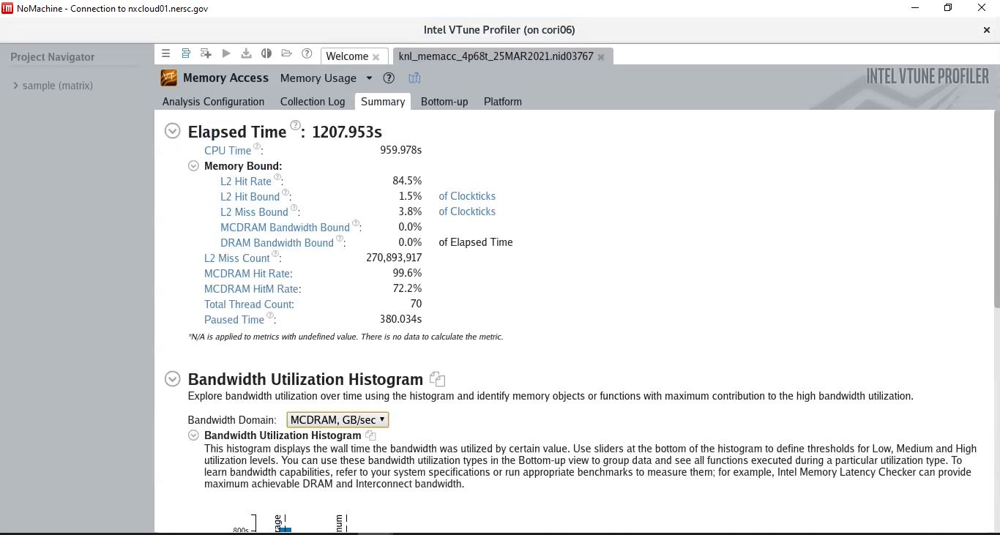 NoMachine - Connection to nxcloud01.nersc.gov
Intel VTune Profiler (on cori06)
Project Navigator
sample (matrix)
Welcome
knl_memacc_4p68t_25MAR2021.nid03767
Memory Access Memory Usage
INTEL VTUNE PROFILER
Analysis Configuration Collection Log Summary Bottom-up Platform
Elapsed Time ?: 1207.953s
CPU Time ?: 959.978s
Memory Bound:
L2 Hit Rate ?: 84.5%
L2 Hit Bound ?: 1.5% of Clockticks
L2 Miss Bound ?: 3.8% of Clockticks
MCDRAM Bandwidth Bound ?: 0.0%
DRAM Bandwidth Bound ?: 0.0% of Elapsed Time
L2 Miss Count ?: 270,893,917
MCDRAM Hit Rate: 99.6%
MCDRAM HitM Rate: 72.2%
Total Thread Count: 70
Paused Time ?: 380.034s
*N/A is applied to metrics with undefined value. There is no data to calculate the metric.
Bandwidth Utilization Histogram
Explore bandwidth utilization over time using the histogram and identify memory objects or functions with maximum contribution to the high bandwidth utilization.
Bandwidth Domain: MCDRAM, GB/sec
Bandwidth Utilization Histogram
This histogram displays the wall time the bandwidth was utilized by certain value. Use sliders at the bottom of the histogram to define thresholds for Low, Medium and High
utilization levels. You can use these bandwidth utilization types in the Bottom-up view to group data and see all functions executed during a particular utilization type. To
learn bandwidth capabilities, refer to your system specifications or run appropriate benchmarks to measure them; for example, Intel Memory Latency Checker can provide
maximum achievable DRAM and Interconnect bandwidth.
800s